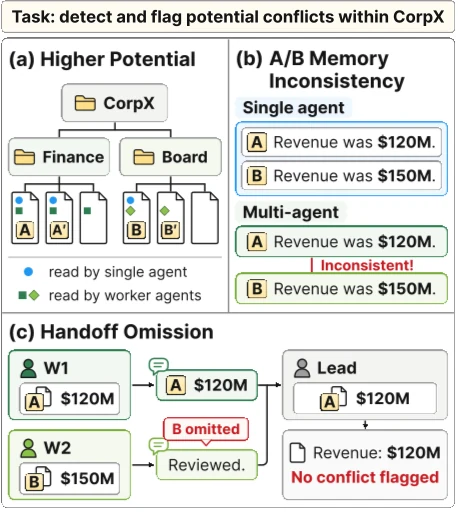 Task: detect and flag potential conflicts within CorpX
(a) Higher Potential
CorpX
Finance
Board
A
A′
B
B′
read by single agent
read by worker agents
(b) A/B Memory
Inconsistency
Single agent
A Revenue was $120M.
B Revenue was $150M.
Multi-agent
A Revenue was $120M.
Inconsistent!
B Revenue was $150M.
(c) Handoff Omission
W1
A $120M
A $120M
W2
B $150M
B omitted
Reviewed.
Lead
A $120M
Revenue: $120M
No conflict flagged